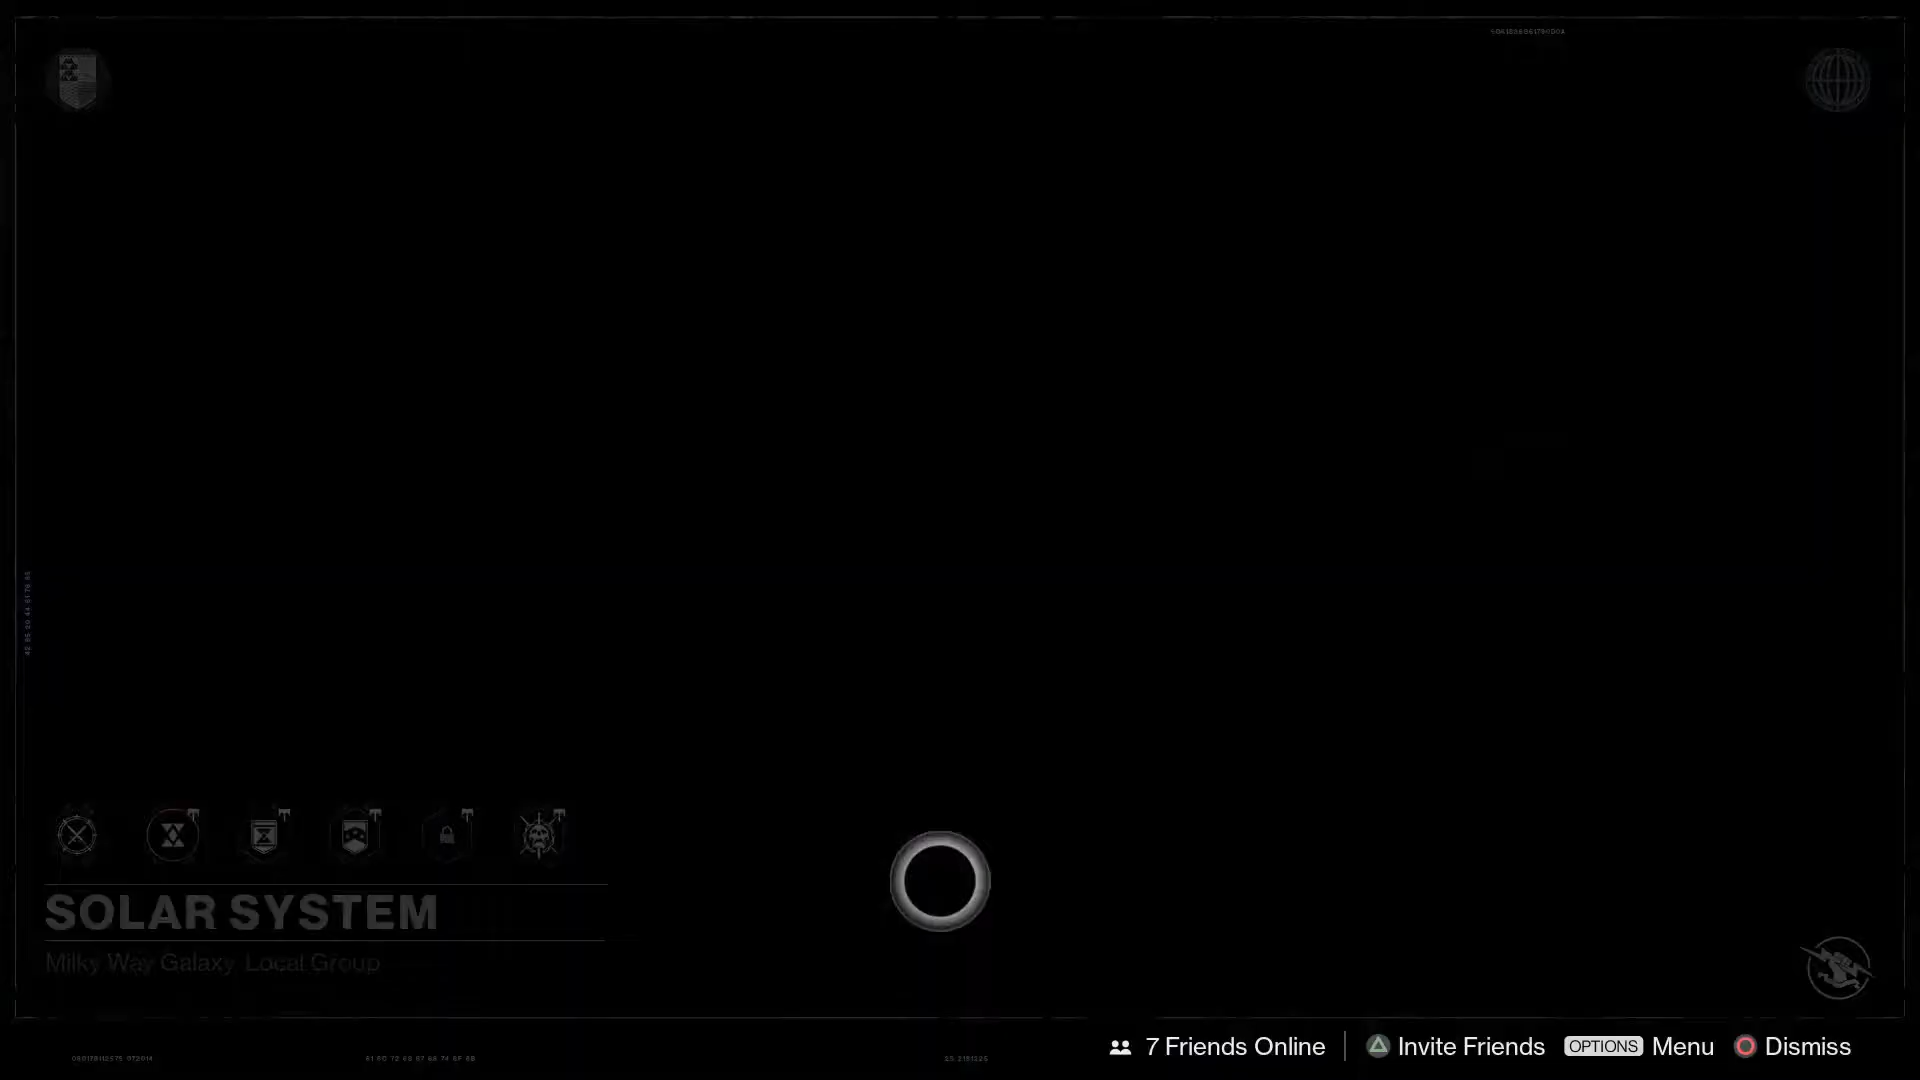 SOLAR SYSTEM
Milky Way Galaxy, Local Group
7 Friends Online
Invite Friends
OPTIONS Menu
Dismiss